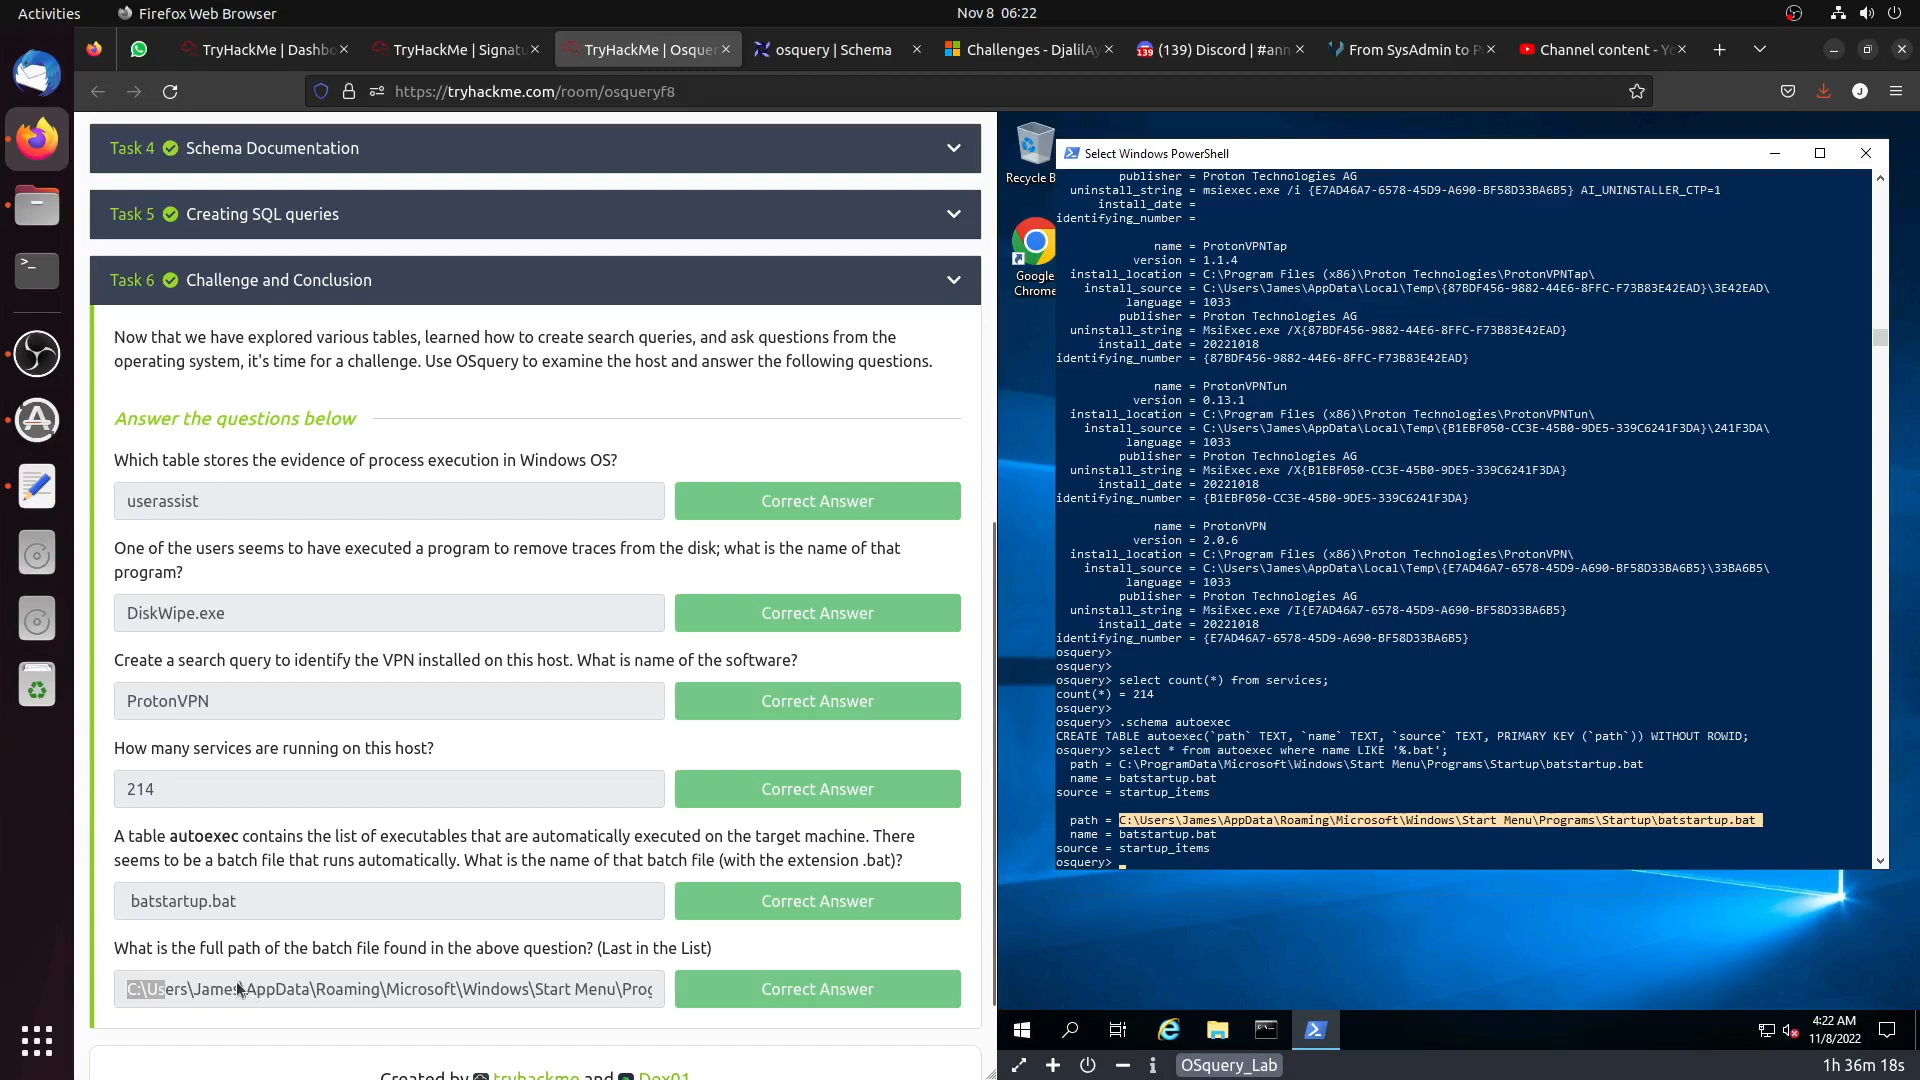 Activities
Firefox Web Browser
Nov 8  06:22
TryHackMe | Dashbo
TryHackMe | Signatu
TryHackMe | Osquer
osquery | Schema
Challenges - DjalilAy
(139) Discord | #ann
From SysAdmin to P
Channel content - Yo
https://tryhackme.com/room/osqueryf8
Task 4 Schema Documentation
Task 5 Creating SQL queries
Task 6 Challenge and Conclusion
Now that we have explored various tables, learned how to create search queries, and ask questions from the
operating system, it's time for a challenge. Use OSquery to examine the host and answer the following questions.
Answer the questions below
Which table stores the evidence of process execution in Windows OS?
userassist
Correct Answer
One of the users seems to have executed a program to remove traces from the disk; what is the name of that
program?
DiskWipe.exe
Correct Answer
Create a search query to identify the VPN installed on this host. What is name of the software?
ProtonVPN
Correct Answer
How many services are running on this host?
214
Correct Answer
A table autoexec contains the list of executables that are automatically executed on the target machine. There
seems to be a batch file that runs automatically. What is the name of that batch file (with the extension .bat)?
batstartup.bat
Correct Answer
What is the full path of the batch file found in the above question? (Last in the List)
C:\Users\James\AppData\Roaming\Microsoft\Windows\Start Menu\Prog
Correct Answer
Created by tryhackme and Dex01
Recycle B
Google
Chrome
Select Windows PowerShell
publisher = Proton Technologies AG
uninstall_string = msiexec.exe /i {E7AD46A7-6578-45D9-A690-BF58D33BA6B5} AI_UNINSTALLER_CTP=1
install_date =
identifying_number =
name = ProtonVPNTap
version = 1.1.4
install_location = C:\Program Files (x86)\Proton Technologies\ProtonVPNTap\
install_source = C:\Users\James\AppData\Local\Temp\{87BDF456-9882-44E6-8FFC-F73B83E42EAD}\3E42EAD\
language = 1033
publisher = Proton Technologies AG
uninstall_string = MsiExec.exe /X{87BDF456-9882-44E6-8FFC-F73B83E42EAD}
install_date = 20221018
identifying_number = {87BDF456-9882-44E6-8FFC-F73B83E42EAD}
name = ProtonVPNTun
version = 0.13.1
install_location = C:\Program Files (x86)\Proton Technologies\ProtonVPNTun\
install_source = C:\Users\James\AppData\Local\Temp\{B1EBF050-CC3E-45B0-9DE5-339C6241F3DA}\241F3DA\
language = 1033
publisher = Proton Technologies AG
uninstall_string = MsiExec.exe /X{B1EBF050-CC3E-45B0-9DE5-339C6241F3DA}
install_date = 20221018
identifying_number = {B1EBF050-CC3E-45B0-9DE5-339C6241F3DA}
name = ProtonVPN
version = 2.0.6
install_location = C:\Program Files (x86)\Proton Technologies\ProtonVPN\
install_source = C:\Users\James\AppData\Local\Temp\{E7AD46A7-6578-45D9-A690-BF58D33BA6B5}\33BA6B5\
language = 1033
publisher = Proton Technologies AG
uninstall_string = MsiExec.exe /I{E7AD46A7-6578-45D9-A690-BF58D33BA6B5}
install_date = 20221018
identifying_number = {E7AD46A7-6578-45D9-A690-BF58D33BA6B5}
osquery>
osquery>
osquery> select count(*) from services;
count(*) = 214
osquery>
osquery> .schema autoexec
CREATE TABLE autoexec(`path` TEXT, `name` TEXT, `source` TEXT, PRIMARY KEY (`path`)) WITHOUT ROWID;
osquery> select * from autoexec where name LIKE '%.bat';
path = C:\ProgramData\Microsoft\Windows\Start Menu\Programs\Startup\batstartup.bat
name = batstartup.bat
source = startup_items
path = C:\Users\James\AppData\Roaming\Microsoft\Windows\Start Menu\Programs\Startup\batstartup.bat
name = batstartup.bat
source = startup_items
osquery>
4:22 AM
11/8/2022
OSquery_Lab
1h 36m 18s